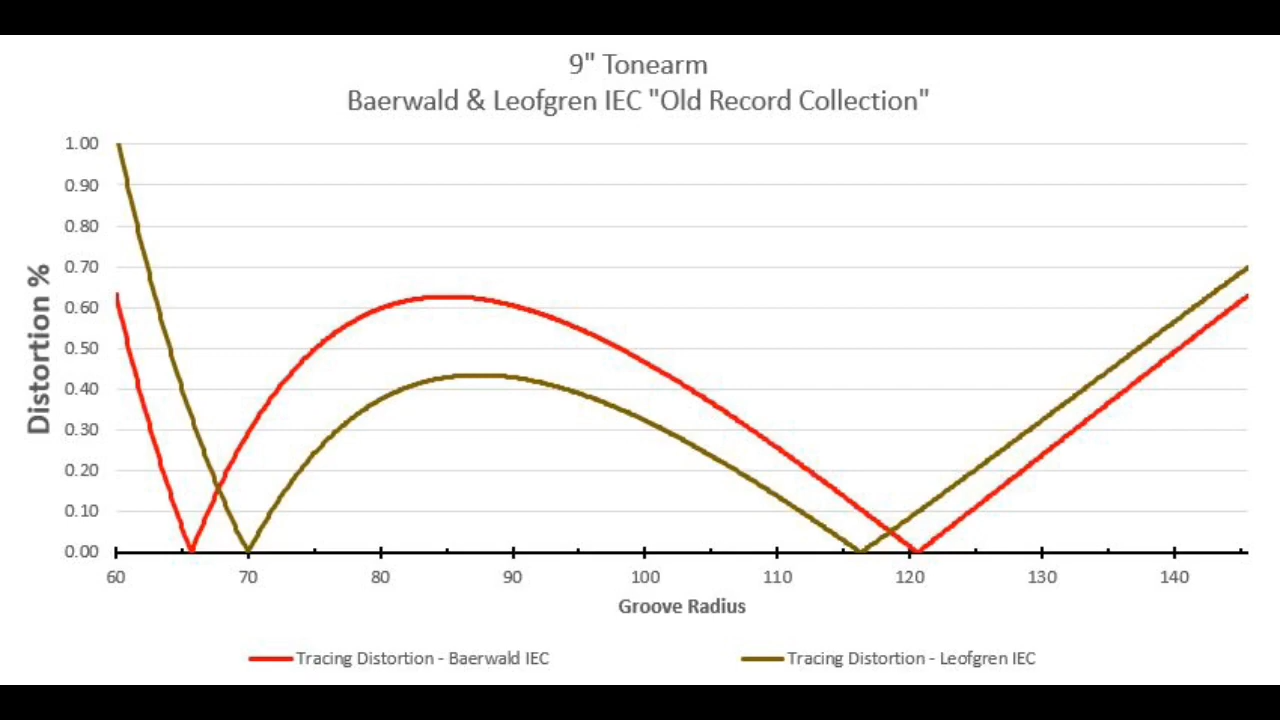 9" Tonearm
Baerwald & Leofgren IEC "Old Record Collection"
1.00
0.90
0.80
0.70
0.60
0.50
0.40
0.30
0.20
0.10
0.00
Distortion %
60 70 80 90 100 110 120 130 140
Groove Radius
Tracing Distortion - Baerwald IEC
Tracing Distortion - Leofgren IEC